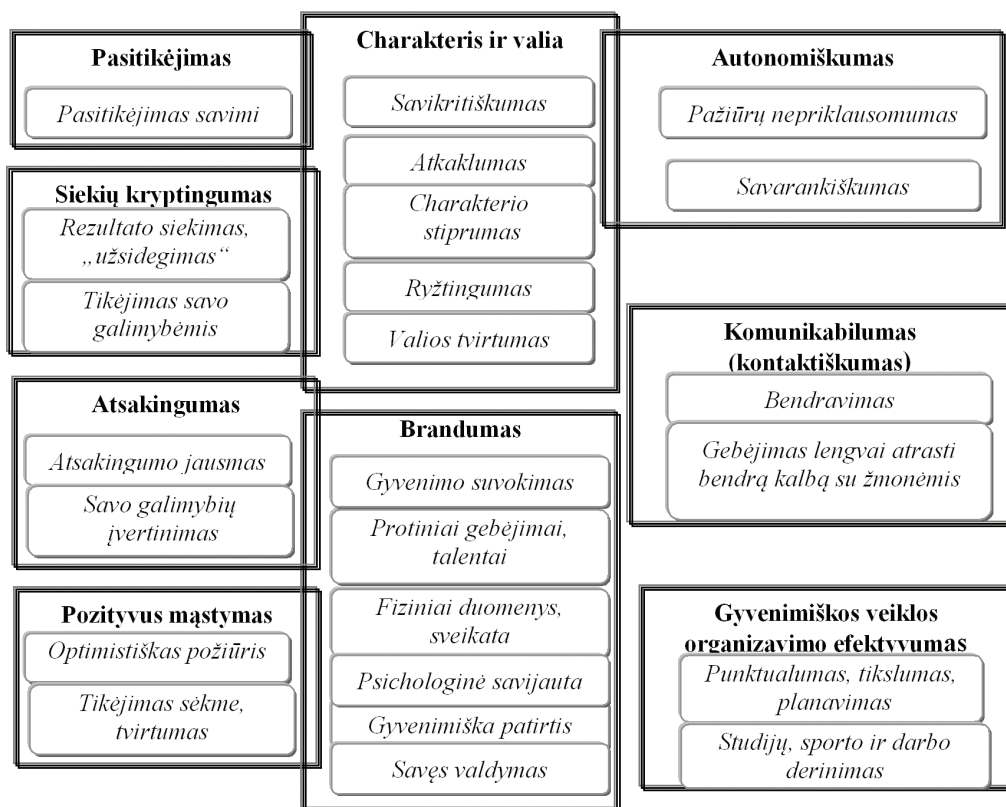 Pasitikėjimas
Pasitikėjimas savimi
Siekių kryptingumas
Rezultato siekimas,
„užsidegimas“
Tikėjimas savo
galimybėmis
Atsakingumas
Atsakingumo jausmas
Savo galimybių
įvertinimas
Pozityvus mąstymas
Optimistiškas požiūris
Tikėjimas sėkme,
tvirtumas
Charakteris ir valia
Savikritiškumas
Atkaklumas
Charakterio
stiprumas
Ryžtingumas
Valios tvirtumas
Brandumas
Gyvenimo suvokimas
Protiniai gebėjimai,
talentai
Fiziniai duomenys,
sveikata
Psichologinė savijauta
Gyvenimiška patirtis
Savęs valdymas
Autonomiškumas
Pažiūrų nepriklausomumas
Savarankiškumas
Komunikabilumas
(kontaktiškumas)
Bendravimas
Gebėjimas lengvai atrasti
bendrą kalbą su žmonėmis
Gyvenimiškos veiklos
organizavimo efektyvumas
Punktualumas, tikslumas,
planavimas
Studijų, sporto ir darbo
derinimas